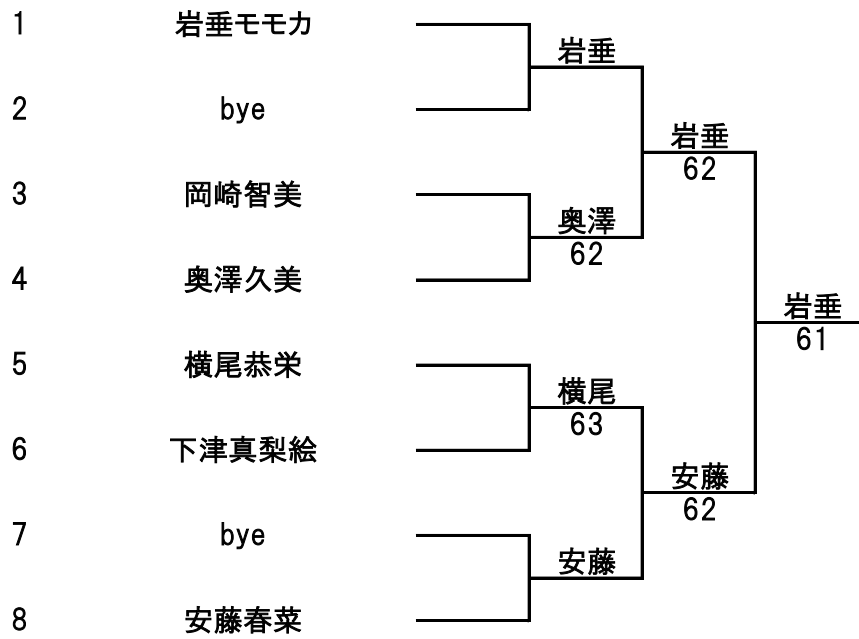 1 岩垂モモカ
岩垂
2 bye
岩垂
62
3 岡崎智美
奥澤
62
4 奥澤久美
岩垂
61
5 横尾恭栄
横尾
63
6 下津真梨絵
安藤
62
7 bye
安藤
8 安藤春菜